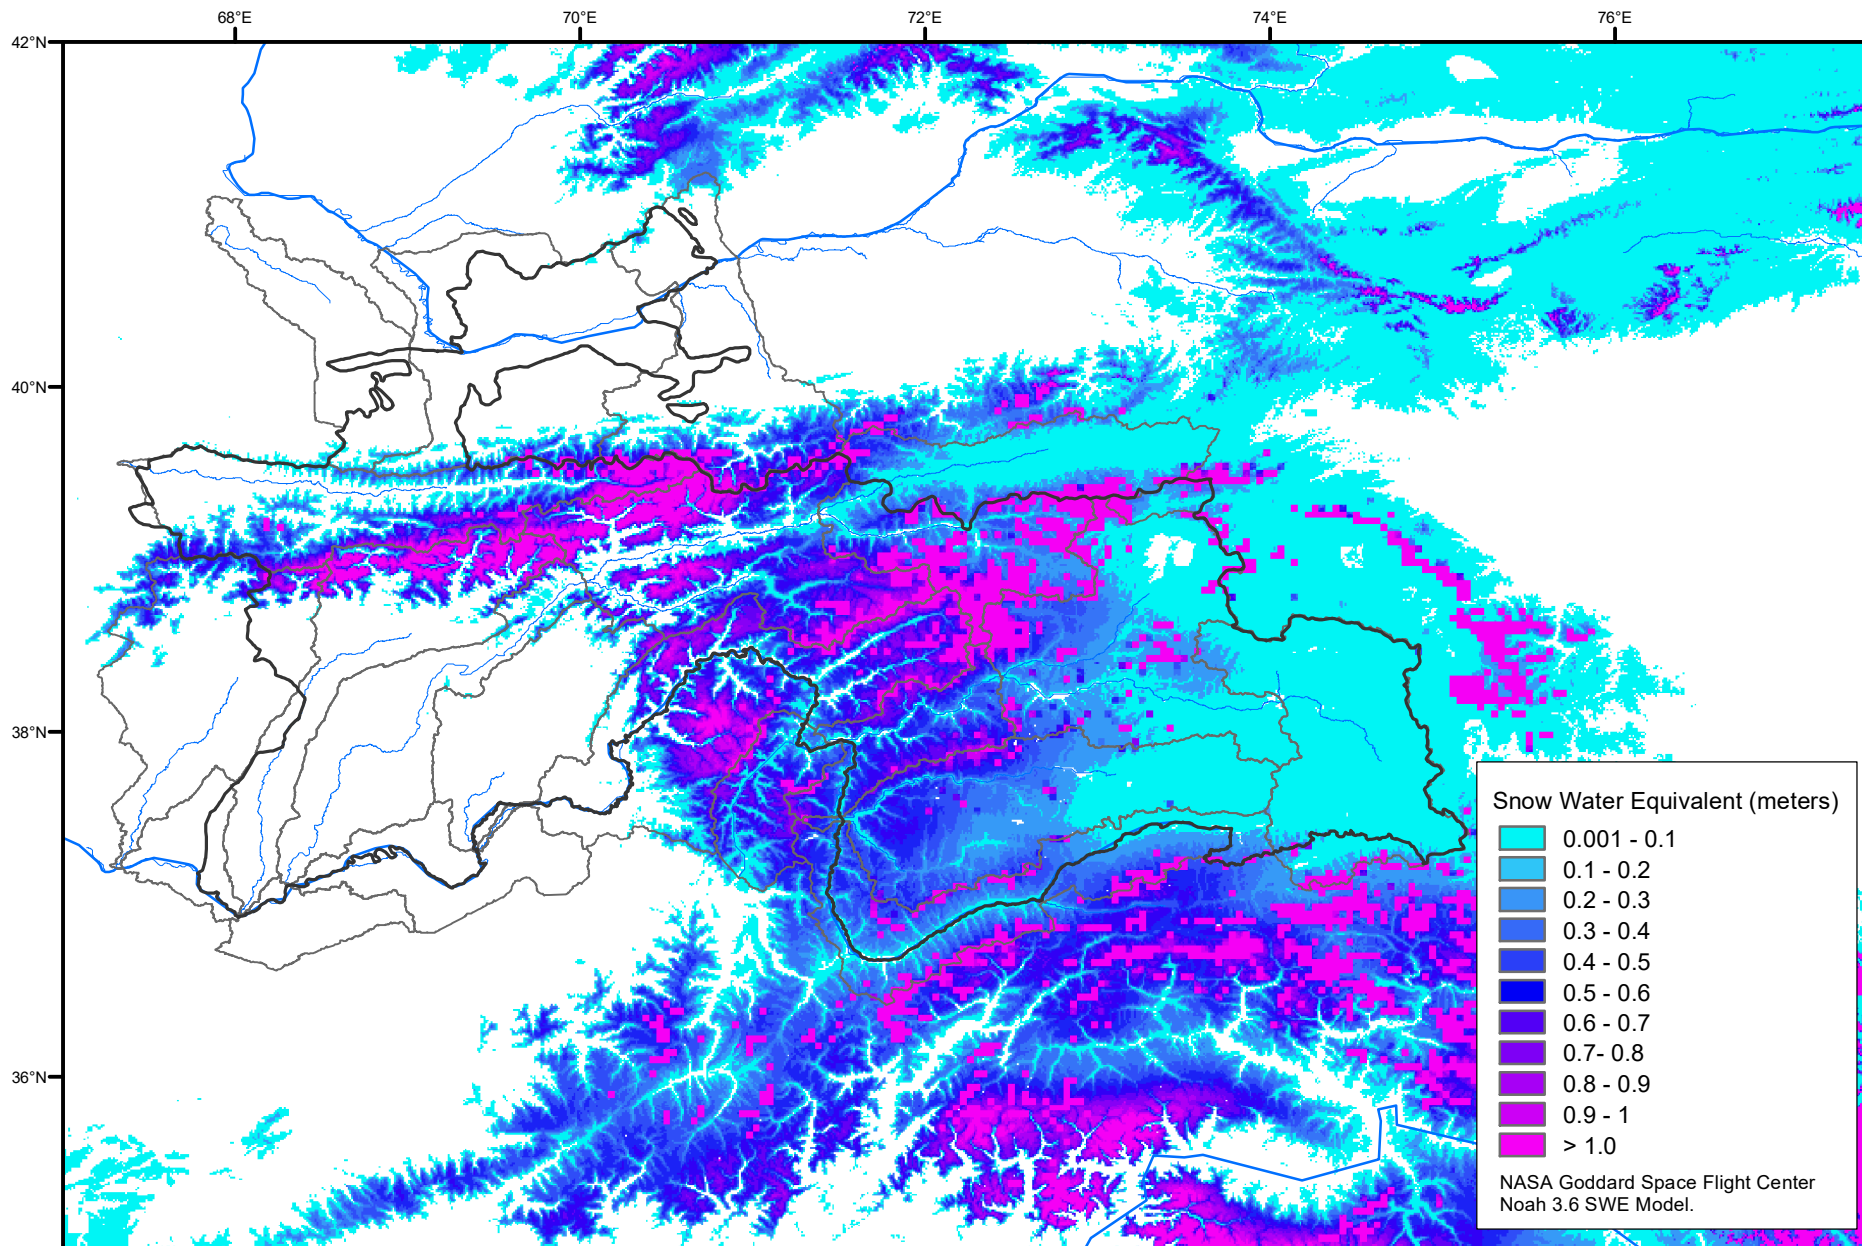 68°E 70°E 72°E 74°E 76°E
42°N
40°N
38°N
36°N
Snow Water Equivalent (meters)
0.001 - 0.1
0.1 - 0.2
0.2 - 0.3
0.3 - 0.4
0.4 - 0.5
0.5 - 0.6
0.6 - 0.7
0.7- 0.8
0.8 - 0.9
0.9 - 1
> 1.0
NASA Goddard Space Flight Center
Noah 3.6 SWE Model.